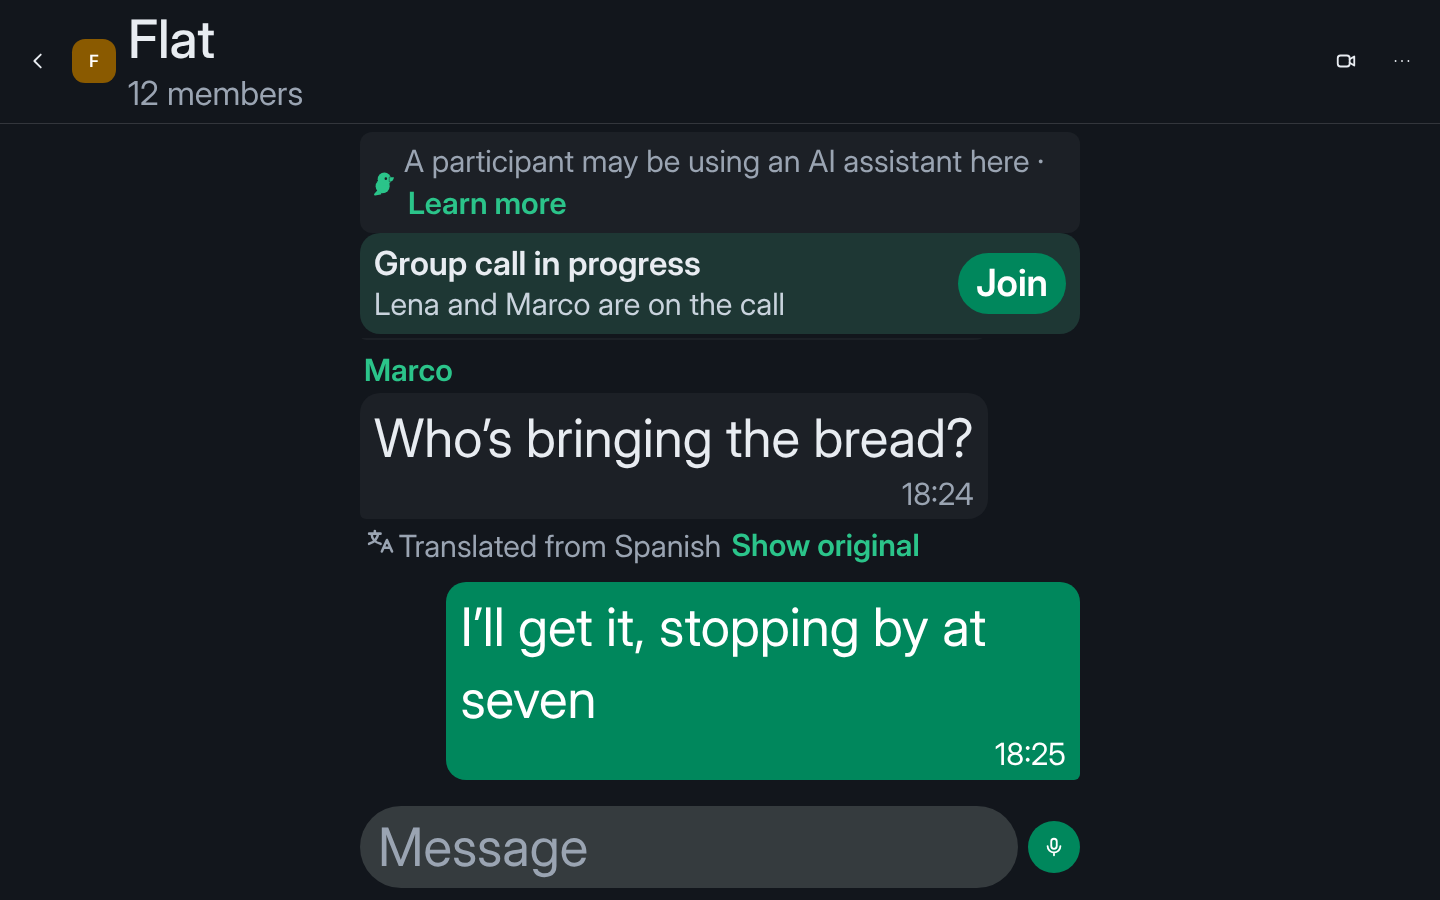 F
Flat
12 members
A participant may be using an AI assistant here ·
Learn more
Group call in progress
Lena and Marco are on the call
Join
Marco
Who’s bringing the bread?
18:24
Translated from Spanish Show original
I’ll get it, stopping by at
seven
18:25
Message